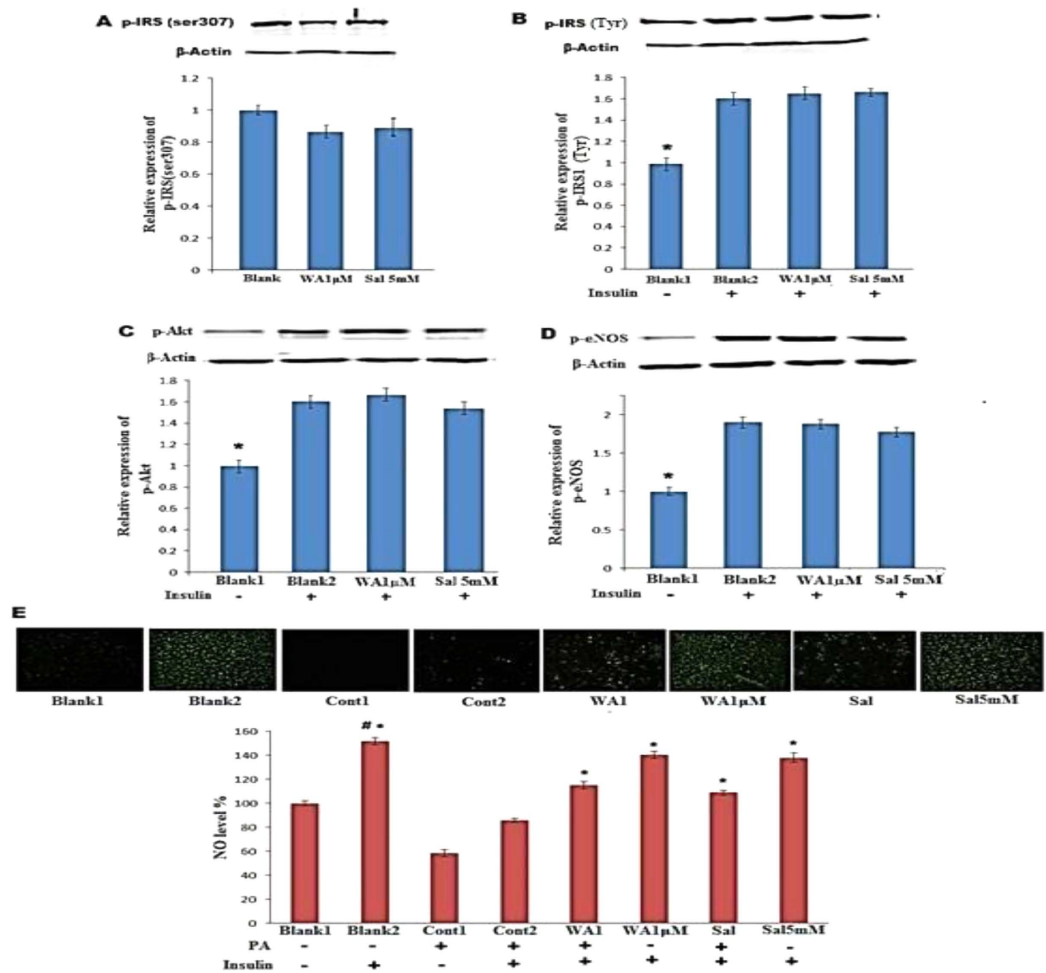 A p-IRS (ser307)
β-Actin
1.2
1
0.8
0.6
0.4
0.2
0
Relative expression of
p-IRS(ser307)
Blank WA1µM Sal 5mM
B p-IRS (Tyr)
β-Actin
1.8
1.6
1.4
1.2
1
0.8
0.6
0.4
0.2
0
Relative expression of
p-IRS1 (Tyr)
*
Blank1 Blank2 WA1µM Sal 5mM
Insulin - + + +
C p-Akt
β-Actin
1.8
1.6
1.4
1.2
1
0.8
0.6
0.4
0.2
0
Relative expression of
p-Akt
*
Blank1 Blank2 WA1µM Sal 5mM
Insulin - + + +
D p-eNOS
β-Actin
2
1.5
1
0.5
0
Relative expression of
p-eNOS
*
Blank1 Blank2 WA1µM Sal 5mM
Insulin - + + +
E
Blank1 Blank2 Cont1 Cont2 WA1 WA1µM Sal Sal5mM
160
140
120
100
80
60
40
20
0
NO level %
# * * * * *
Blank1 Blank2 Cont1 Cont2 WA1 WA1µM Sal Sal5mM
PA - - + + + - + -
Insulin - + - + + + + +